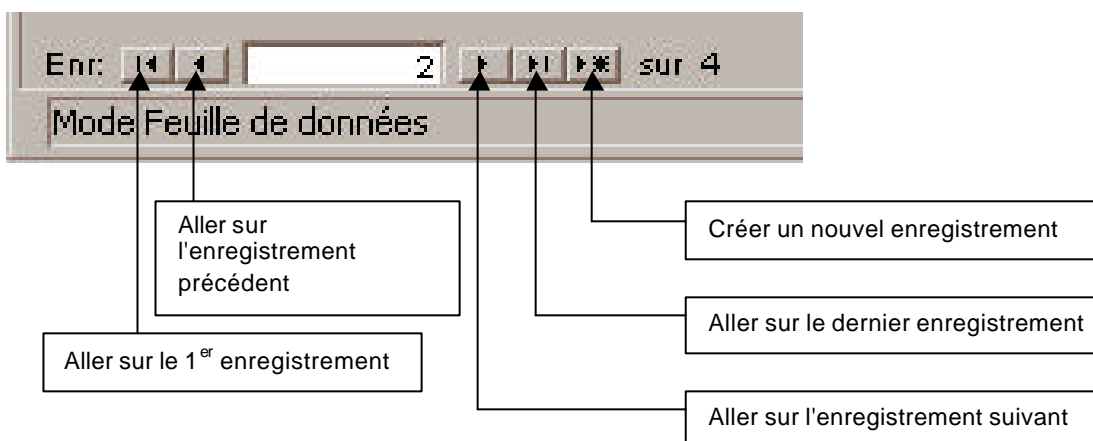 Enr: 2 sur 4
Mode Feuille de données
Aller sur
l'enregistrement
précédent
Créer un nouvel enregistrement
Aller sur le dernier enregistrement
Aller sur le 1er enregistrement
Aller sur l'enregistrement suivant